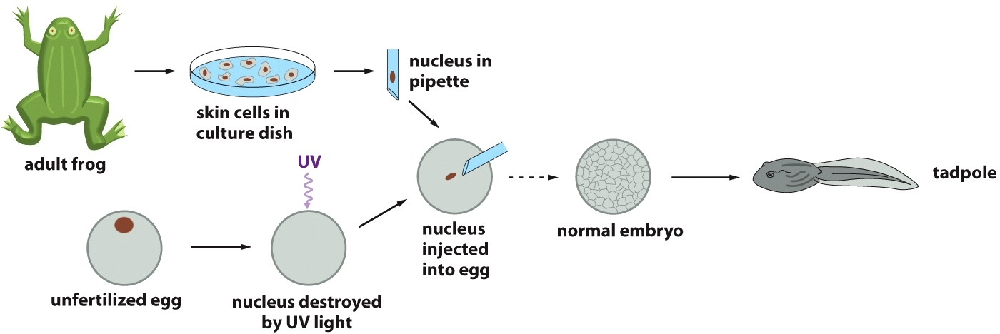 adult frog
skin cells in
culture dish
nucleus in
pipette
unfertilized egg
UV
nucleus destroyed
by UV light
nucleus
injected
into egg
normal embryo
tadpole